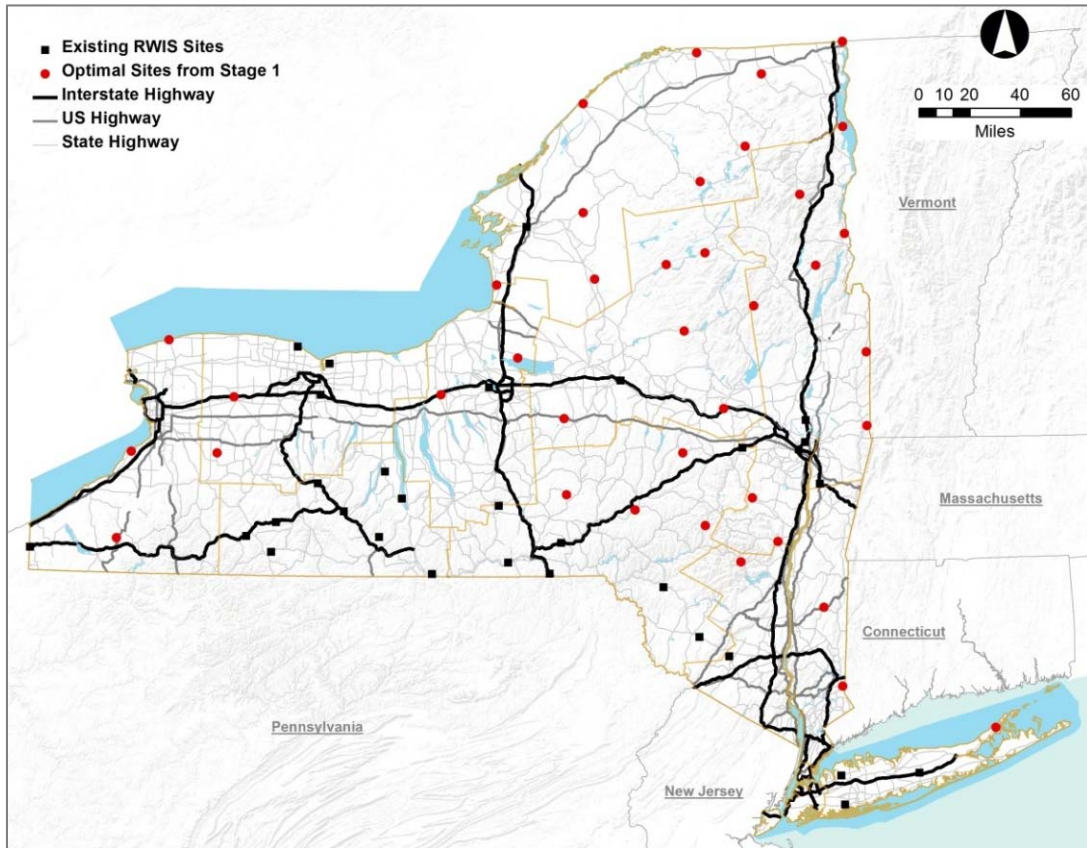 Existing RWIS Sites
Optimal Sites from Stage 1
Interstate Highway
US Highway
State Highway
0 10 20 40 60
Miles
Vermont
Massachusetts
Connecticut
Pennsylvania
New Jersey